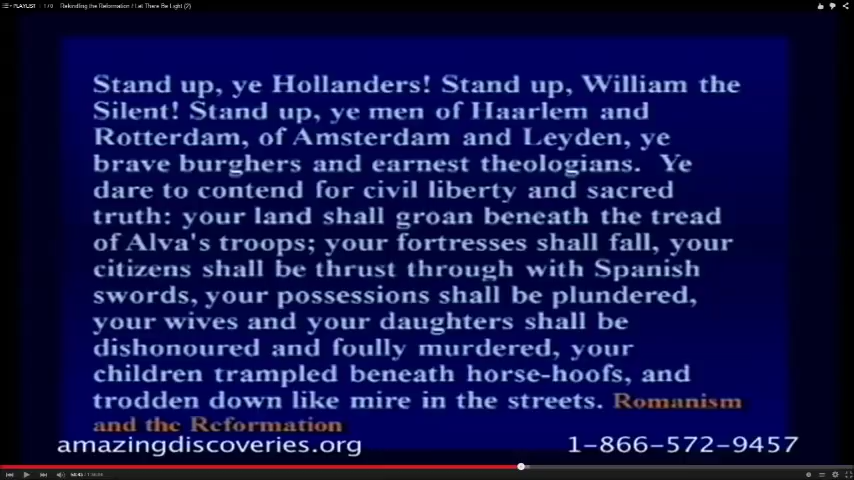 PLAYLIST Rekindling the Reformation / Let There Be Light (2)
Stand up, ye Hollanders! Stand up, William the
Silent! Stand up, ye men of Haarlem and
Rotterdam, of Amsterdam and Leyden, ye
brave burghers and earnest theologians. Ye
dare to contend for civil liberty and sacred
truth: your land shall groan beneath the tread
of Alva's troops; your fortresses shall fall, your
citizens shall be thrust through with Spanish
swords, your possessions shall be plundered,
your wives and your daughters shall be
dishonoured and foully murdered, your
children trampled beneath horse-hoofs, and
trodden down like mire in the streets. Romanism
and the Reformation
amazingdiscoveries.org 1-866-572-9457